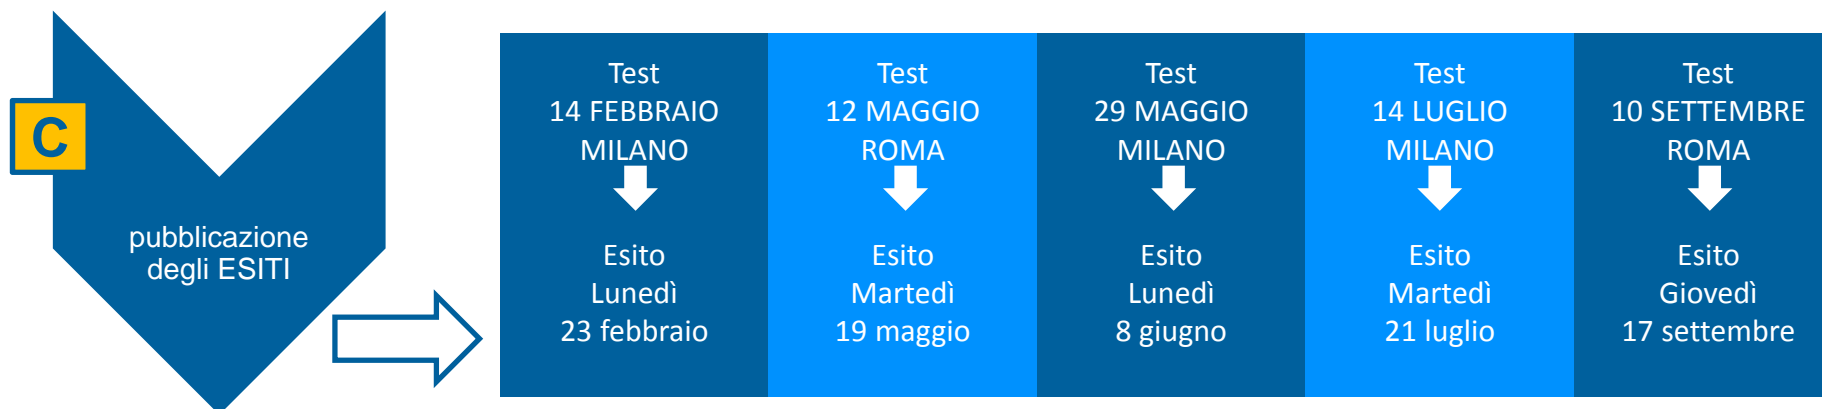 C
pubblicazione
degli ESITI
Test
14 FEBBRAIO
MILANO
Esito
Lunedì
23 febbraio
Test
12 MAGGIO
ROMA
Esito
Martedì
19 maggio
Test
29 MAGGIO
MILANO
Esito
Lunedì
8 giugno
Test
14 LUGLIO
MILANO
Esito
Martedì
21 luglio
Test
10 SETTEMBRE
ROMA
Esito
Giovedì
17 settembre